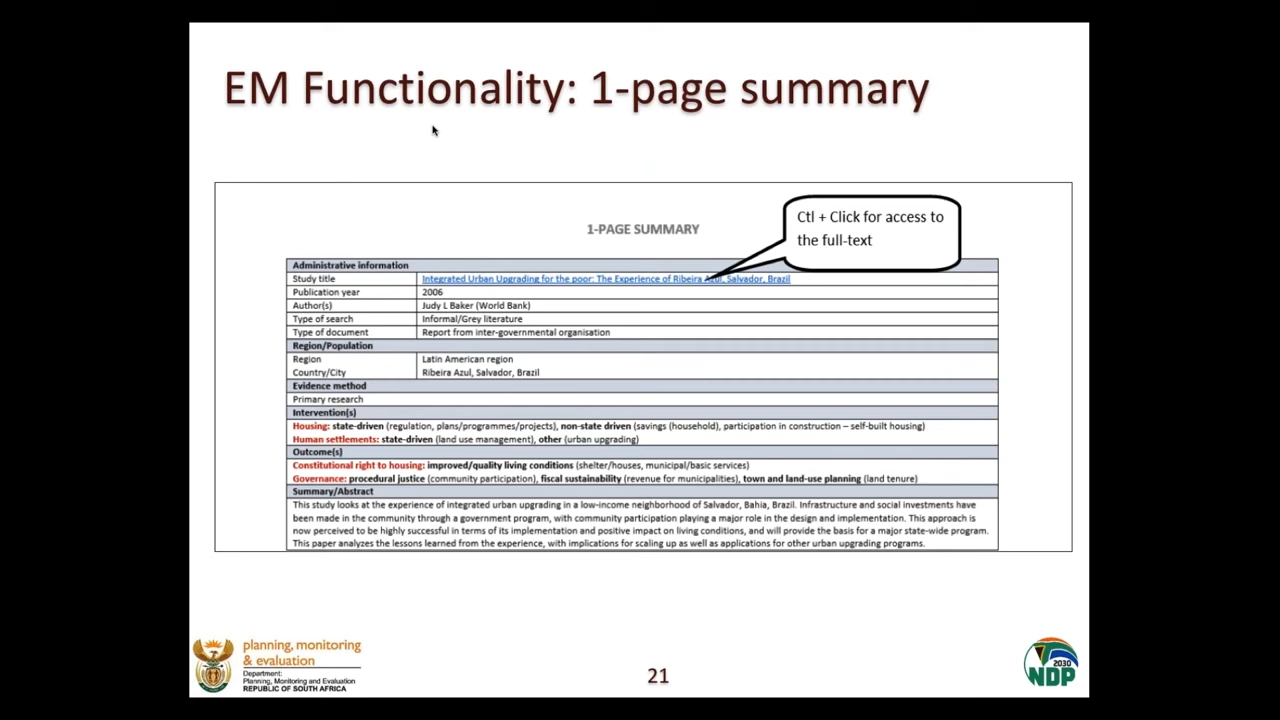 EM Functionality: 1-page summary
Ctl + Click for access to
the full-text
1-PAGE SUMMARY
Administrative information
Study title Integrated Urban Upgrading for the poor: The Experience of Ribeira Azul, Salvador, Brazil
Publication year 2006
Author(s) Judy L Baker (World Bank)
Type of search Informal/Grey literature
Type of document Report from inter-governmental organisation
Region/Population
Region Latin American region
Country/City Ribeira Azul, Salvador, Brazil
Evidence method
Primary research
Intervention(s)
Housing: state-driven (regulation, plans/programmes/projects), non-state driven (savings (household), participation in construction – self-built housing)
Human settlements: state-driven (land use management), other (urban upgrading)
Outcome(s)
Constitutional right to housing: improved/quality living conditions (shelter/houses, municipal/basic services)
Governance: procedural justice (community participation), fiscal sustainability (revenue for municipalities), town and land-use planning (land tenure)
Summary/Abstract
This study looks at the experience of integrated urban upgrading in a low-income neighborhood of Salvador, Bahia, Brazil. Infrastructure and social investments have
been made in the community through a government program, with community participation playing a major role in the design and implementation. This approach is
now perceived to be highly successful in terms of its implementation and positive impact on living conditions, and will provide the basis for a major state-wide program.
This paper analyzes the lessons learned from the experience, with implications for scaling up as well as applications for other urban upgrading programs.
planning, monitoring
& evaluation
Department:
Planning, Monitoring and Evaluation
REPUBLIC OF SOUTH AFRICA
21
2030
NDP